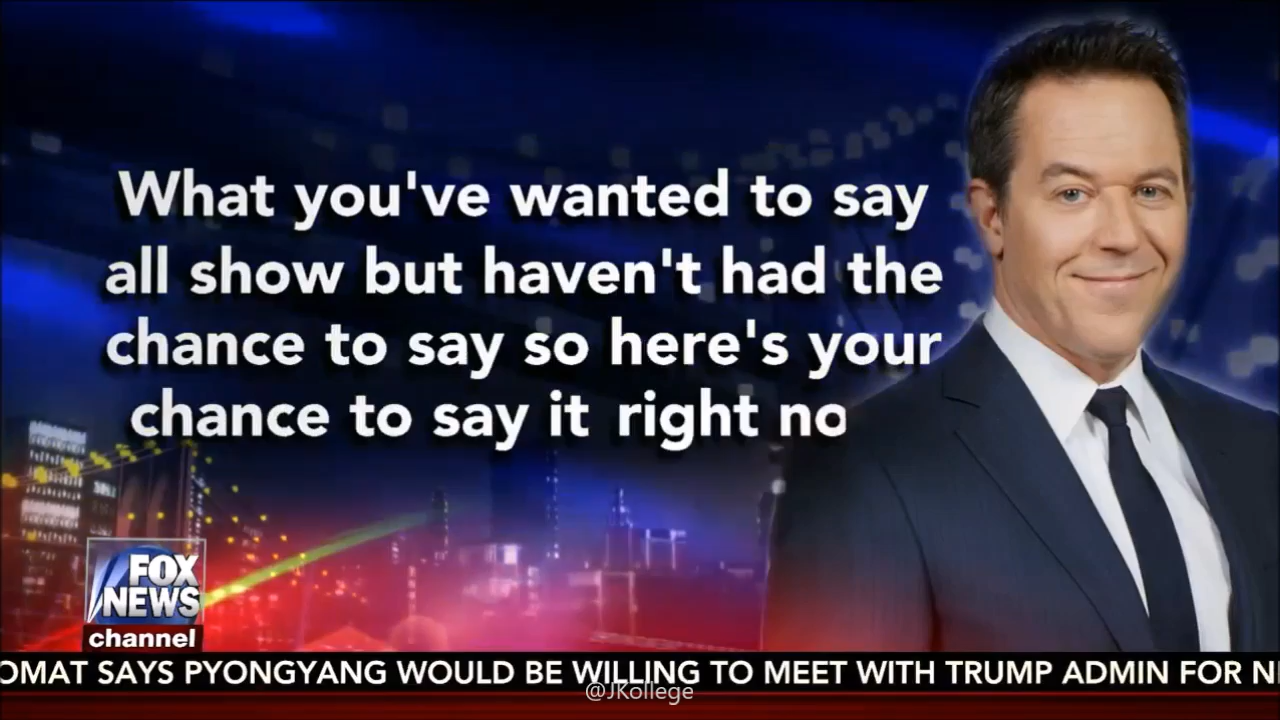 What you've wanted to say
all show but haven't had the
chance to say so here's your
chance to say it right no
FOX
NEWS
channel
OMAT SAYS PYONGYANG WOULD BE WILLING TO MEET WITH TRUMP ADMIN FOR N
@JKollege